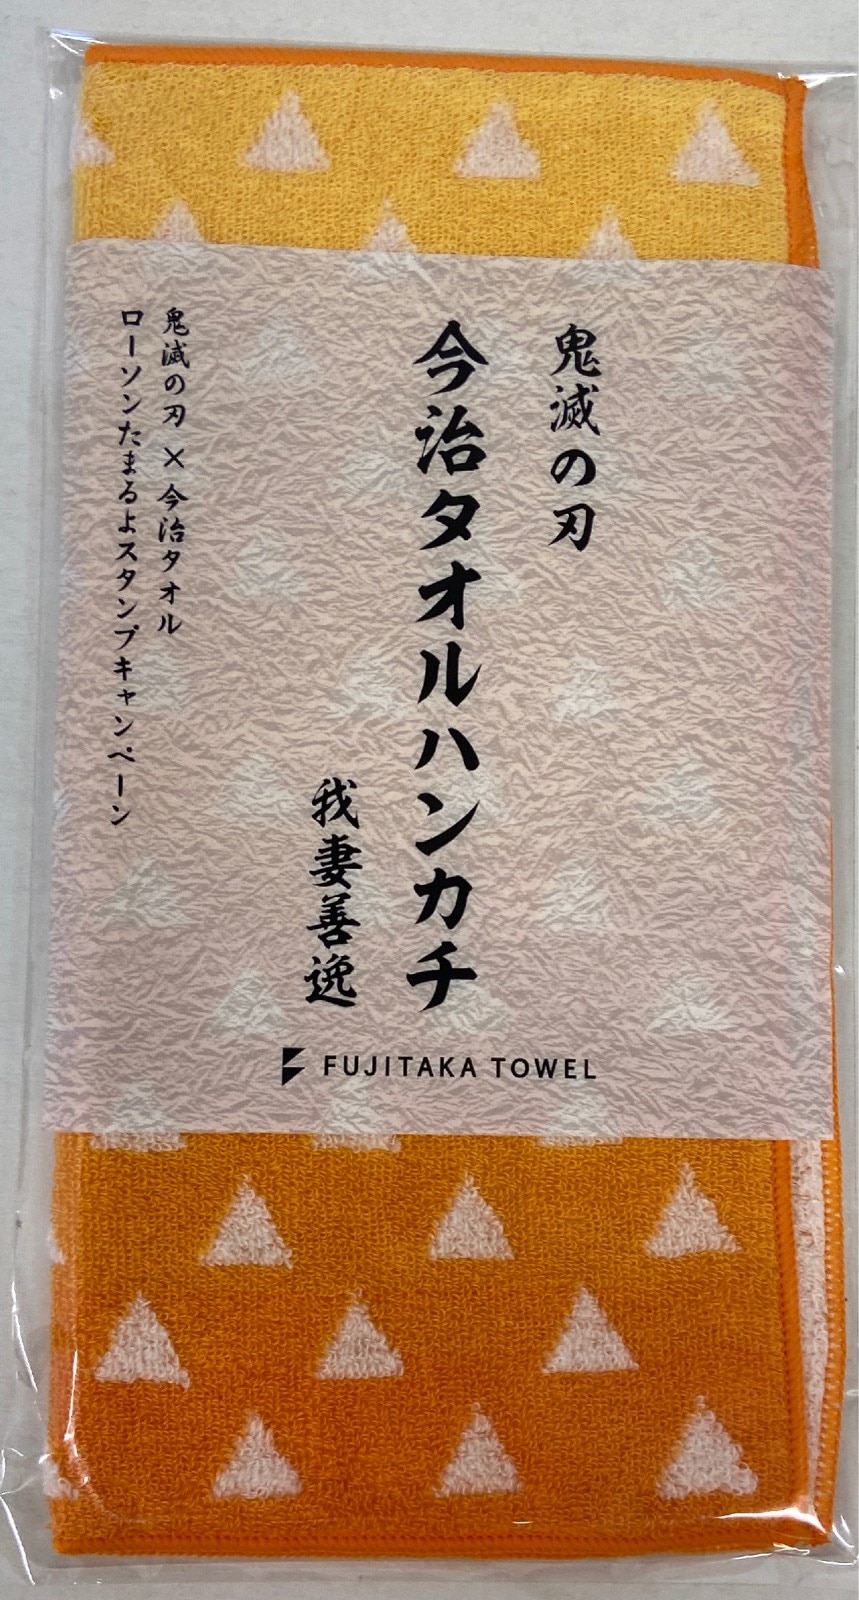 鬼滅の刃
今治タオルハンカチ
我妻善逸
鬼滅の刃×今治タオル
ローソンたまるよスタンプキャンペーン
FUJITAKA TOWEL